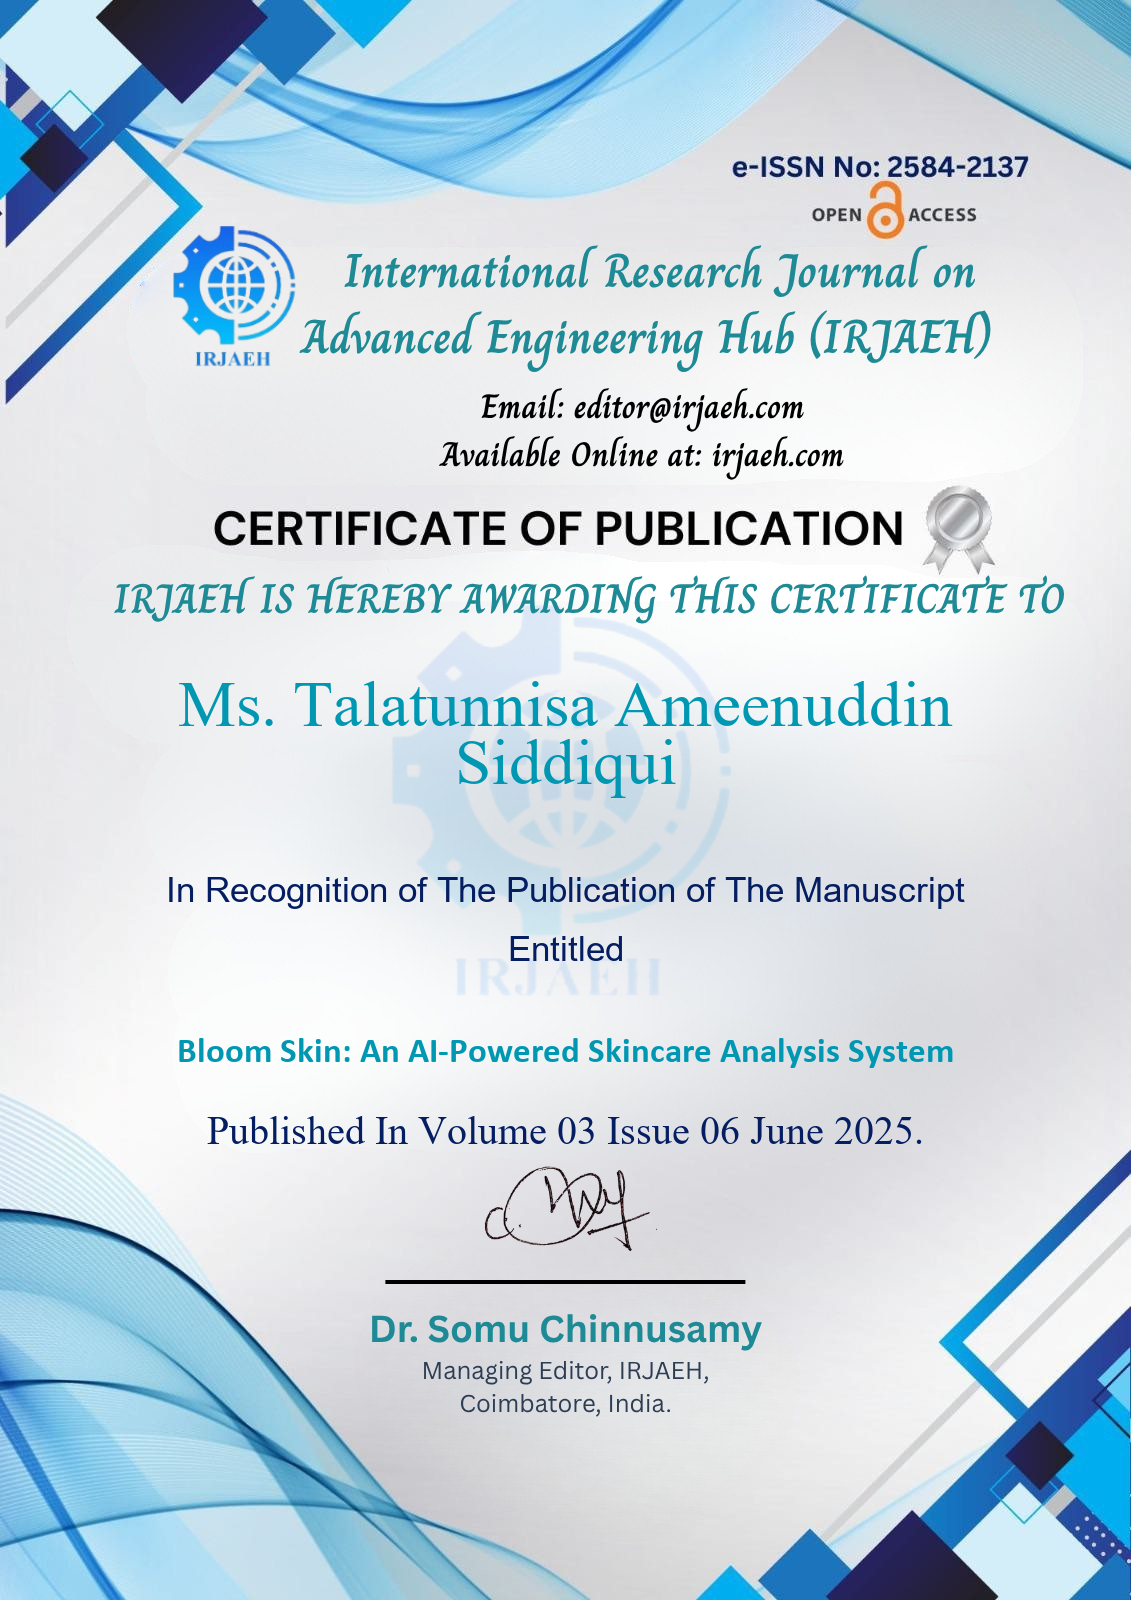 e-ISSN No: 2584-2137
OPEN ACCESS
International Research Journal on
Advanced Engineering Hub (IRJAEH)
IRJAEH
Email: editor@irjaeh.com
Available Online at: irjaeh.com
CERTIFICATE OF PUBLICATION
IRJAEH IS HEREBY AWARDING THIS CERTIFICATE TO
Ms. Talatunnisa Ameenuddin
Siddiqui
In Recognition of The Publication of The Manuscript
Entitled
IRJAEH
Bloom Skin: An AI-Powered Skincare Analysis System
Published In Volume 03 Issue 06 June 2025.
Dr. Somu Chinnusamy
Managing Editor, IRJAEH,
Coimbatore, India.